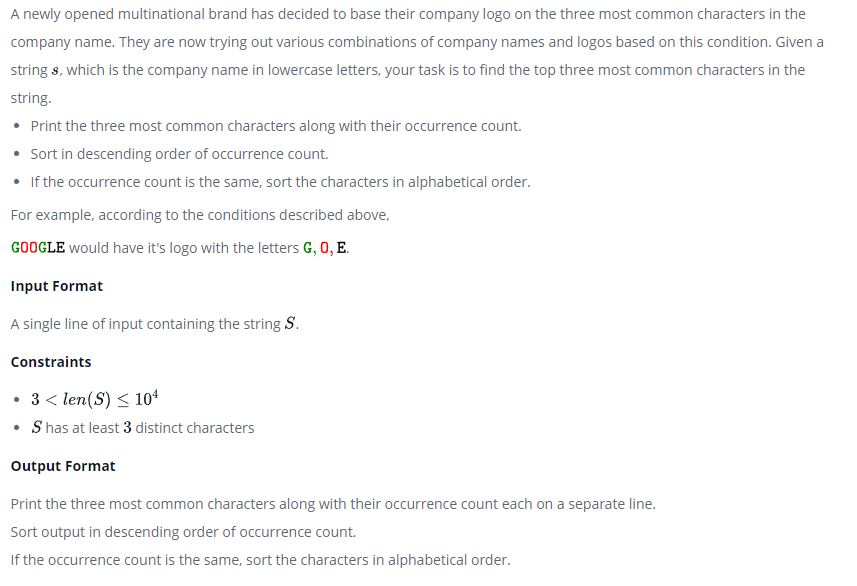 A newly opened multinational brand has decided to base their company logo on the three most common characters in the
company name. They are now trying out various combinations of company names and logos based on this condition. Given a
string s, which is the company name in lowercase letters, your task is to find the top three most common characters in the
string.
• Print the three most common characters along with their occurrence count.
• Sort in descending order of occurrence count.
• If the occurrence count is the same, sort the characters in alphabetical order.
For example, according to the conditions described above,
GOOGLE would have it's logo with the letters G, O, E.
Input Format
A single line of input containing the string S.
Constraints
• 3 < len(S) ≤ 10⁴
• S has at least 3 distinct characters
Output Format
Print the three most common characters along with their occurrence count each on a separate line.
Sort output in descending order of occurrence count.
If the occurrence count is the same, sort the characters in alphabetical order.